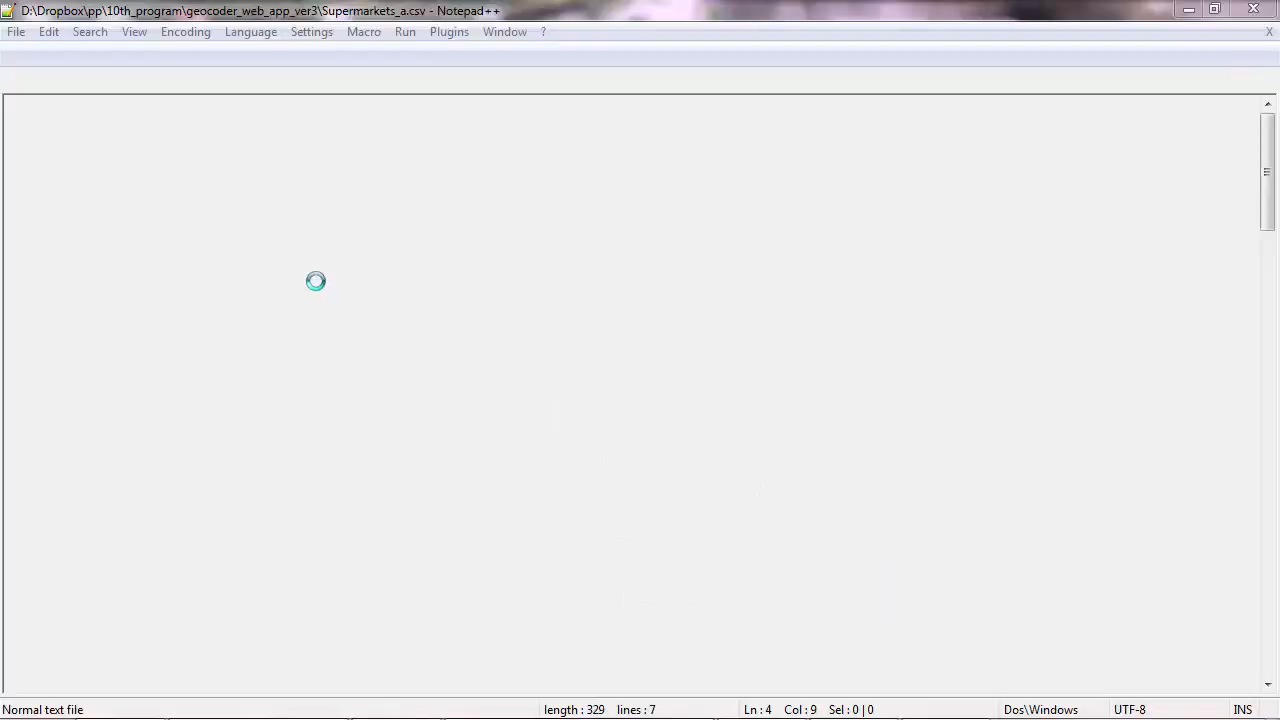 D:\Dropbox\pp\10th_program\geocoder_web_app_ver3\Supermarkets_a.csv - Notepad++
File Edit Search View Encoding Language Settings Macro Run Plugins Window ? X
Normal text file length : 329 lines : 7 Ln : 4 Col : 9 Sel : 0 | 0 Dos\Windows UTF-8 INS